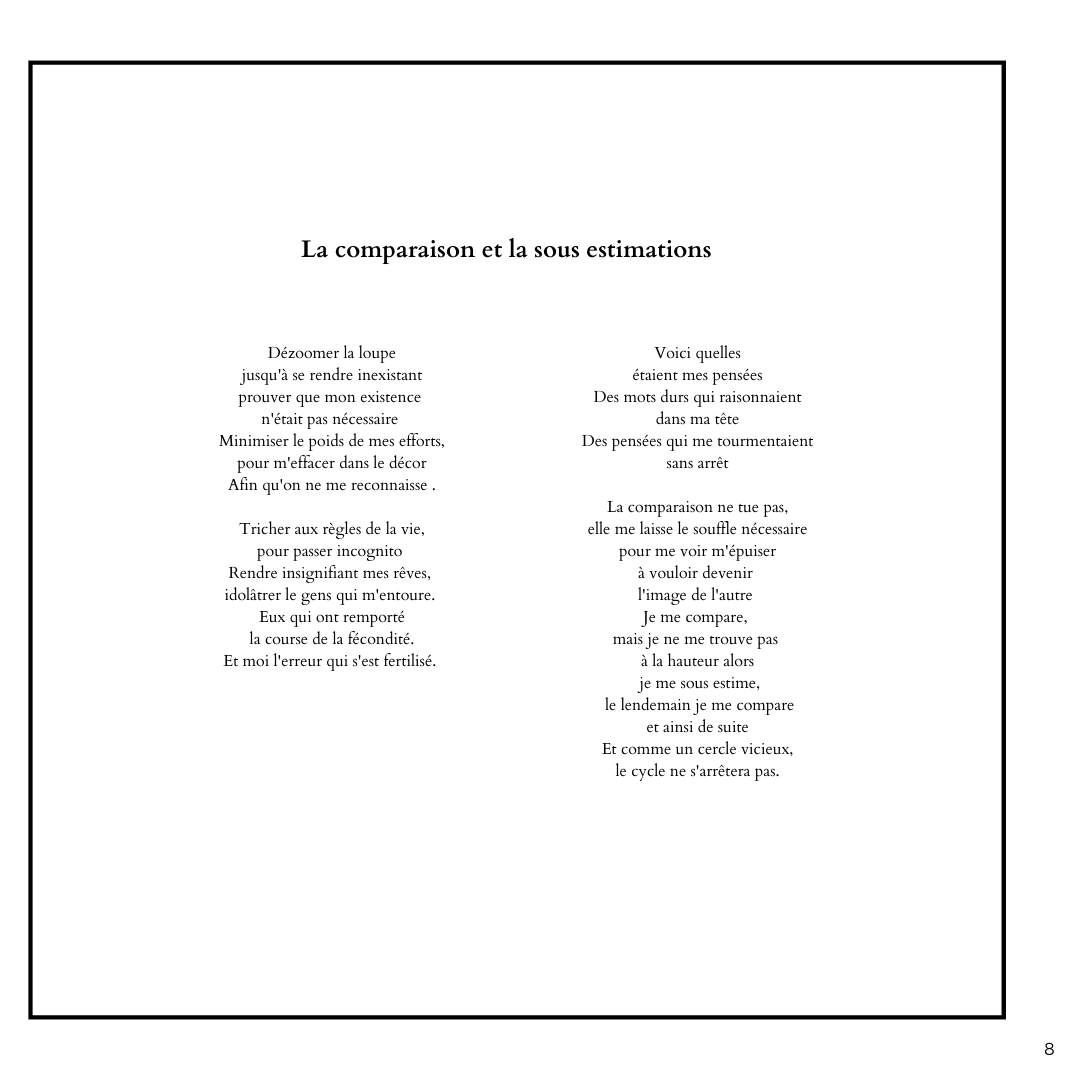 La comparaison et la sous estimations
Dézoomer la loupe
jusqu'à se rendre inexistant
prouver que mon existence
n'était pas nécessaire
Minimiser le poids de mes efforts,
pour m'effacer dans le décor
Afin qu'on ne me reconnaisse .
Tricher aux règles de la vie,
pour passer incognito
Rendre insignifiant mes rêves,
idolâtrer le gens qui m'entoure.
Eux qui ont remporté
la course de la fécondité.
Et moi l'erreur qui s'est fertilisé.
Voici quelles
étaient mes pensées
Des mots durs qui raisonnaient
dans ma tête
Des pensées qui me tourmentaient
sans arrêt
La comparaison ne tue pas,
elle me laisse le souffle nécessaire
pour me voir m'épuiser
à vouloir devenir
l'image de l'autre
Je me compare,
mais je ne me trouve pas
à la hauteur alors
je me sous estime,
le lendemain je me compare
et ainsi de suite
Et comme un cercle vicieux,
le cycle ne s'arrêtera pas.
8